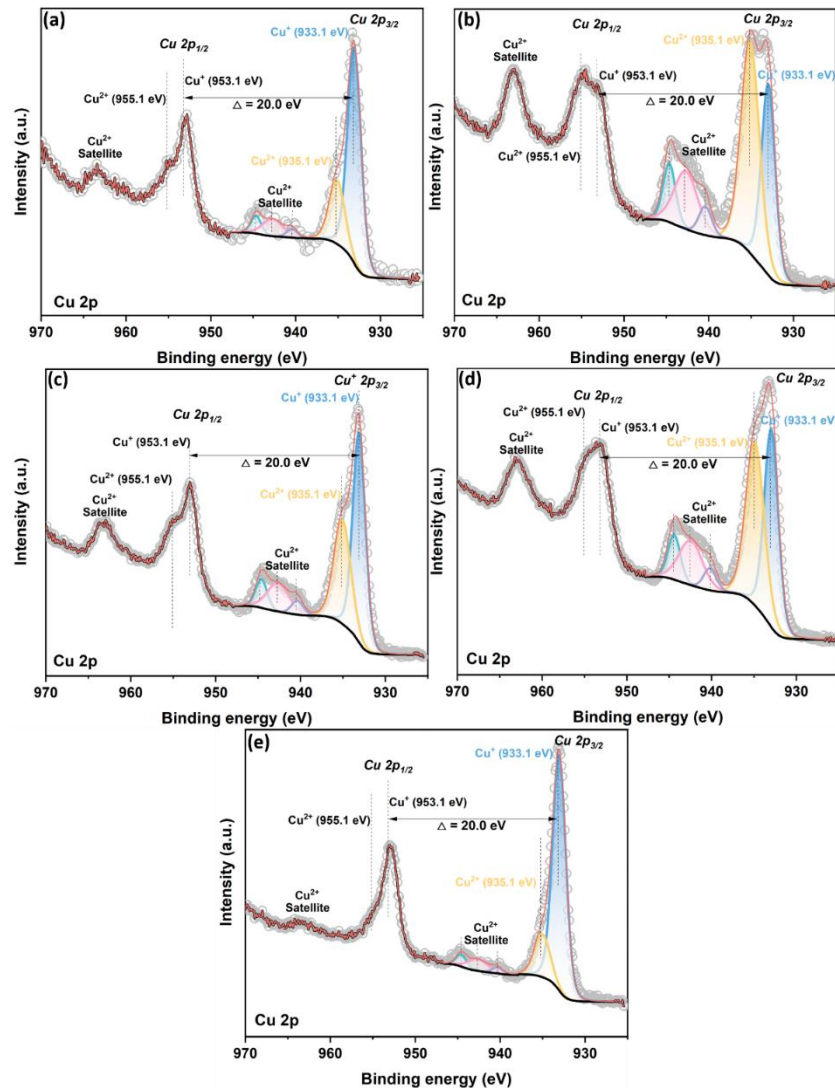 (a)
Cu 2p3/2
Cu⁺ (933.1 eV)
Cu 2p1/2
Cu⁺ (953.1 eV)
Cu²⁺ (955.1 eV)
△ = 20.0 eV
Cu²⁺
Satellite
Cu²⁺ (935.1 eV)
Cu²⁺
Satellite
Cu 2p
Intensity (a.u.)
970 960 950 940 930
Binding energy (eV)
(b)
Cu 2p3/2
Cu 2p1/2
Cu²⁺ (935.1 eV)
Cu²⁺
Satellite
Cu⁺ (953.1 eV)
Cu⁺ (933.1 eV)
△ = 20.0 eV
Cu²⁺
Satellite
Cu²⁺ (955.1 eV)
Cu 2p
Intensity (a.u.)
970 960 950 940 930
Binding energy (eV)
(c)
Cu⁺ 2p3/2
Cu⁺ (933.1 eV)
Cu 2p1/2
Cu⁺ (953.1 eV)
△ = 20.0 eV
Cu²⁺ (955.1 eV)
Cu²⁺ (935.1 eV)
Cu²⁺
Satellite
Cu²⁺
Satellite
Cu 2p
Intensity (a.u.)
970 960 950 940 930
Binding energy (eV)
(d)
Cu 2p3/2
Cu 2p1/2
Cu²⁺ (955.1 eV)
Cu⁺ (933.1 eV)
Cu⁺ (953.1 eV)
Cu²⁺ (935.1 eV)
Cu²⁺
Satellite
△ = 20.0 eV
Cu²⁺
Satellite
Cu 2p
Intensity (a.u.)
970 960 950 940 930
Binding energy (eV)
(e)
Cu 2p3/2
Cu⁺ (933.1 eV)
Cu 2p1/2
Cu⁺ (953.1 eV)
Cu²⁺ (955.1 eV)
△ = 20.0 eV
Cu²⁺ (935.1 eV)
Cu²⁺
Satellite
Cu²⁺
Satellite
Cu 2p
Intensity (a.u.)
970 960 950 940 930
Binding energy (eV)